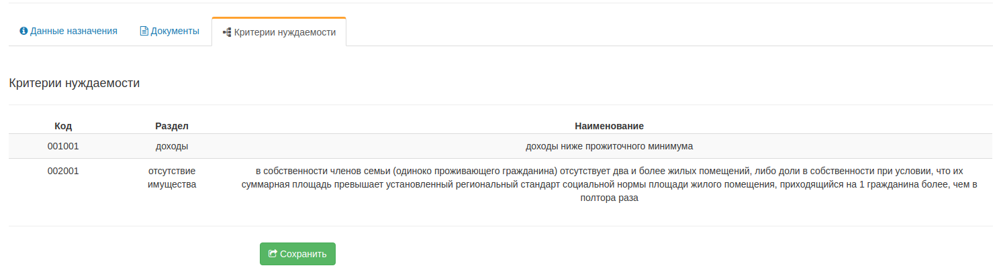 Данные назначения Документы Критерии нуждаемости
Критерии нуждаемости
Код Раздел Наименование
001001 доходы доходы ниже прожиточного минимума
002001 отсутствие в собственности членов семьи (одиноко проживающего гражданина) отсутствует два и более жилых помещений, либо доли в собственности при условии, что их
имущества суммарная площадь превышает установленный региональный стандарт социальной нормы площади жилого помещения, приходящийся на 1 гражданина более, чем в
полтора раза
Сохранить